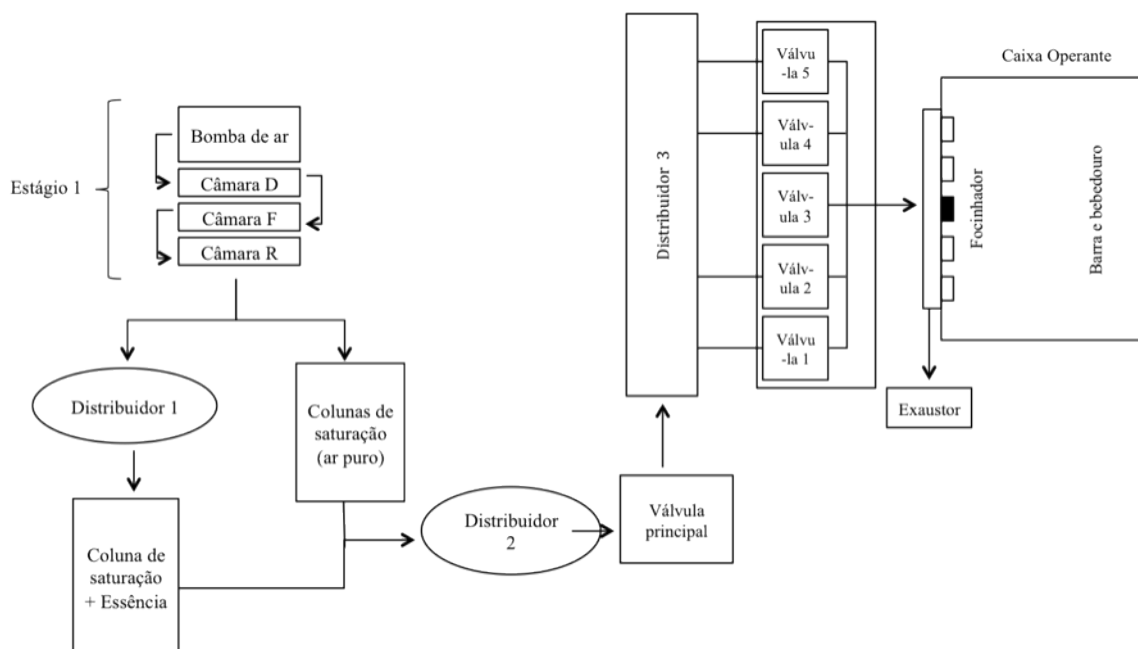 Estágio 1
Bomba de ar
Câmara D
Câmara F
Câmara R
Distribuidor 1
Colunas de
saturação
(ar puro)
Coluna de
saturação
+ Essência
Distribuidor
2
Válvula
principal
Distribuidor 3
Válvu
-la 5
Válv-
ula 4
Válvula
3
Válv-
ula 2
Válvu
-la 1
Caixa Operante
Focinhador
Barra e bebedouro
Exaustor